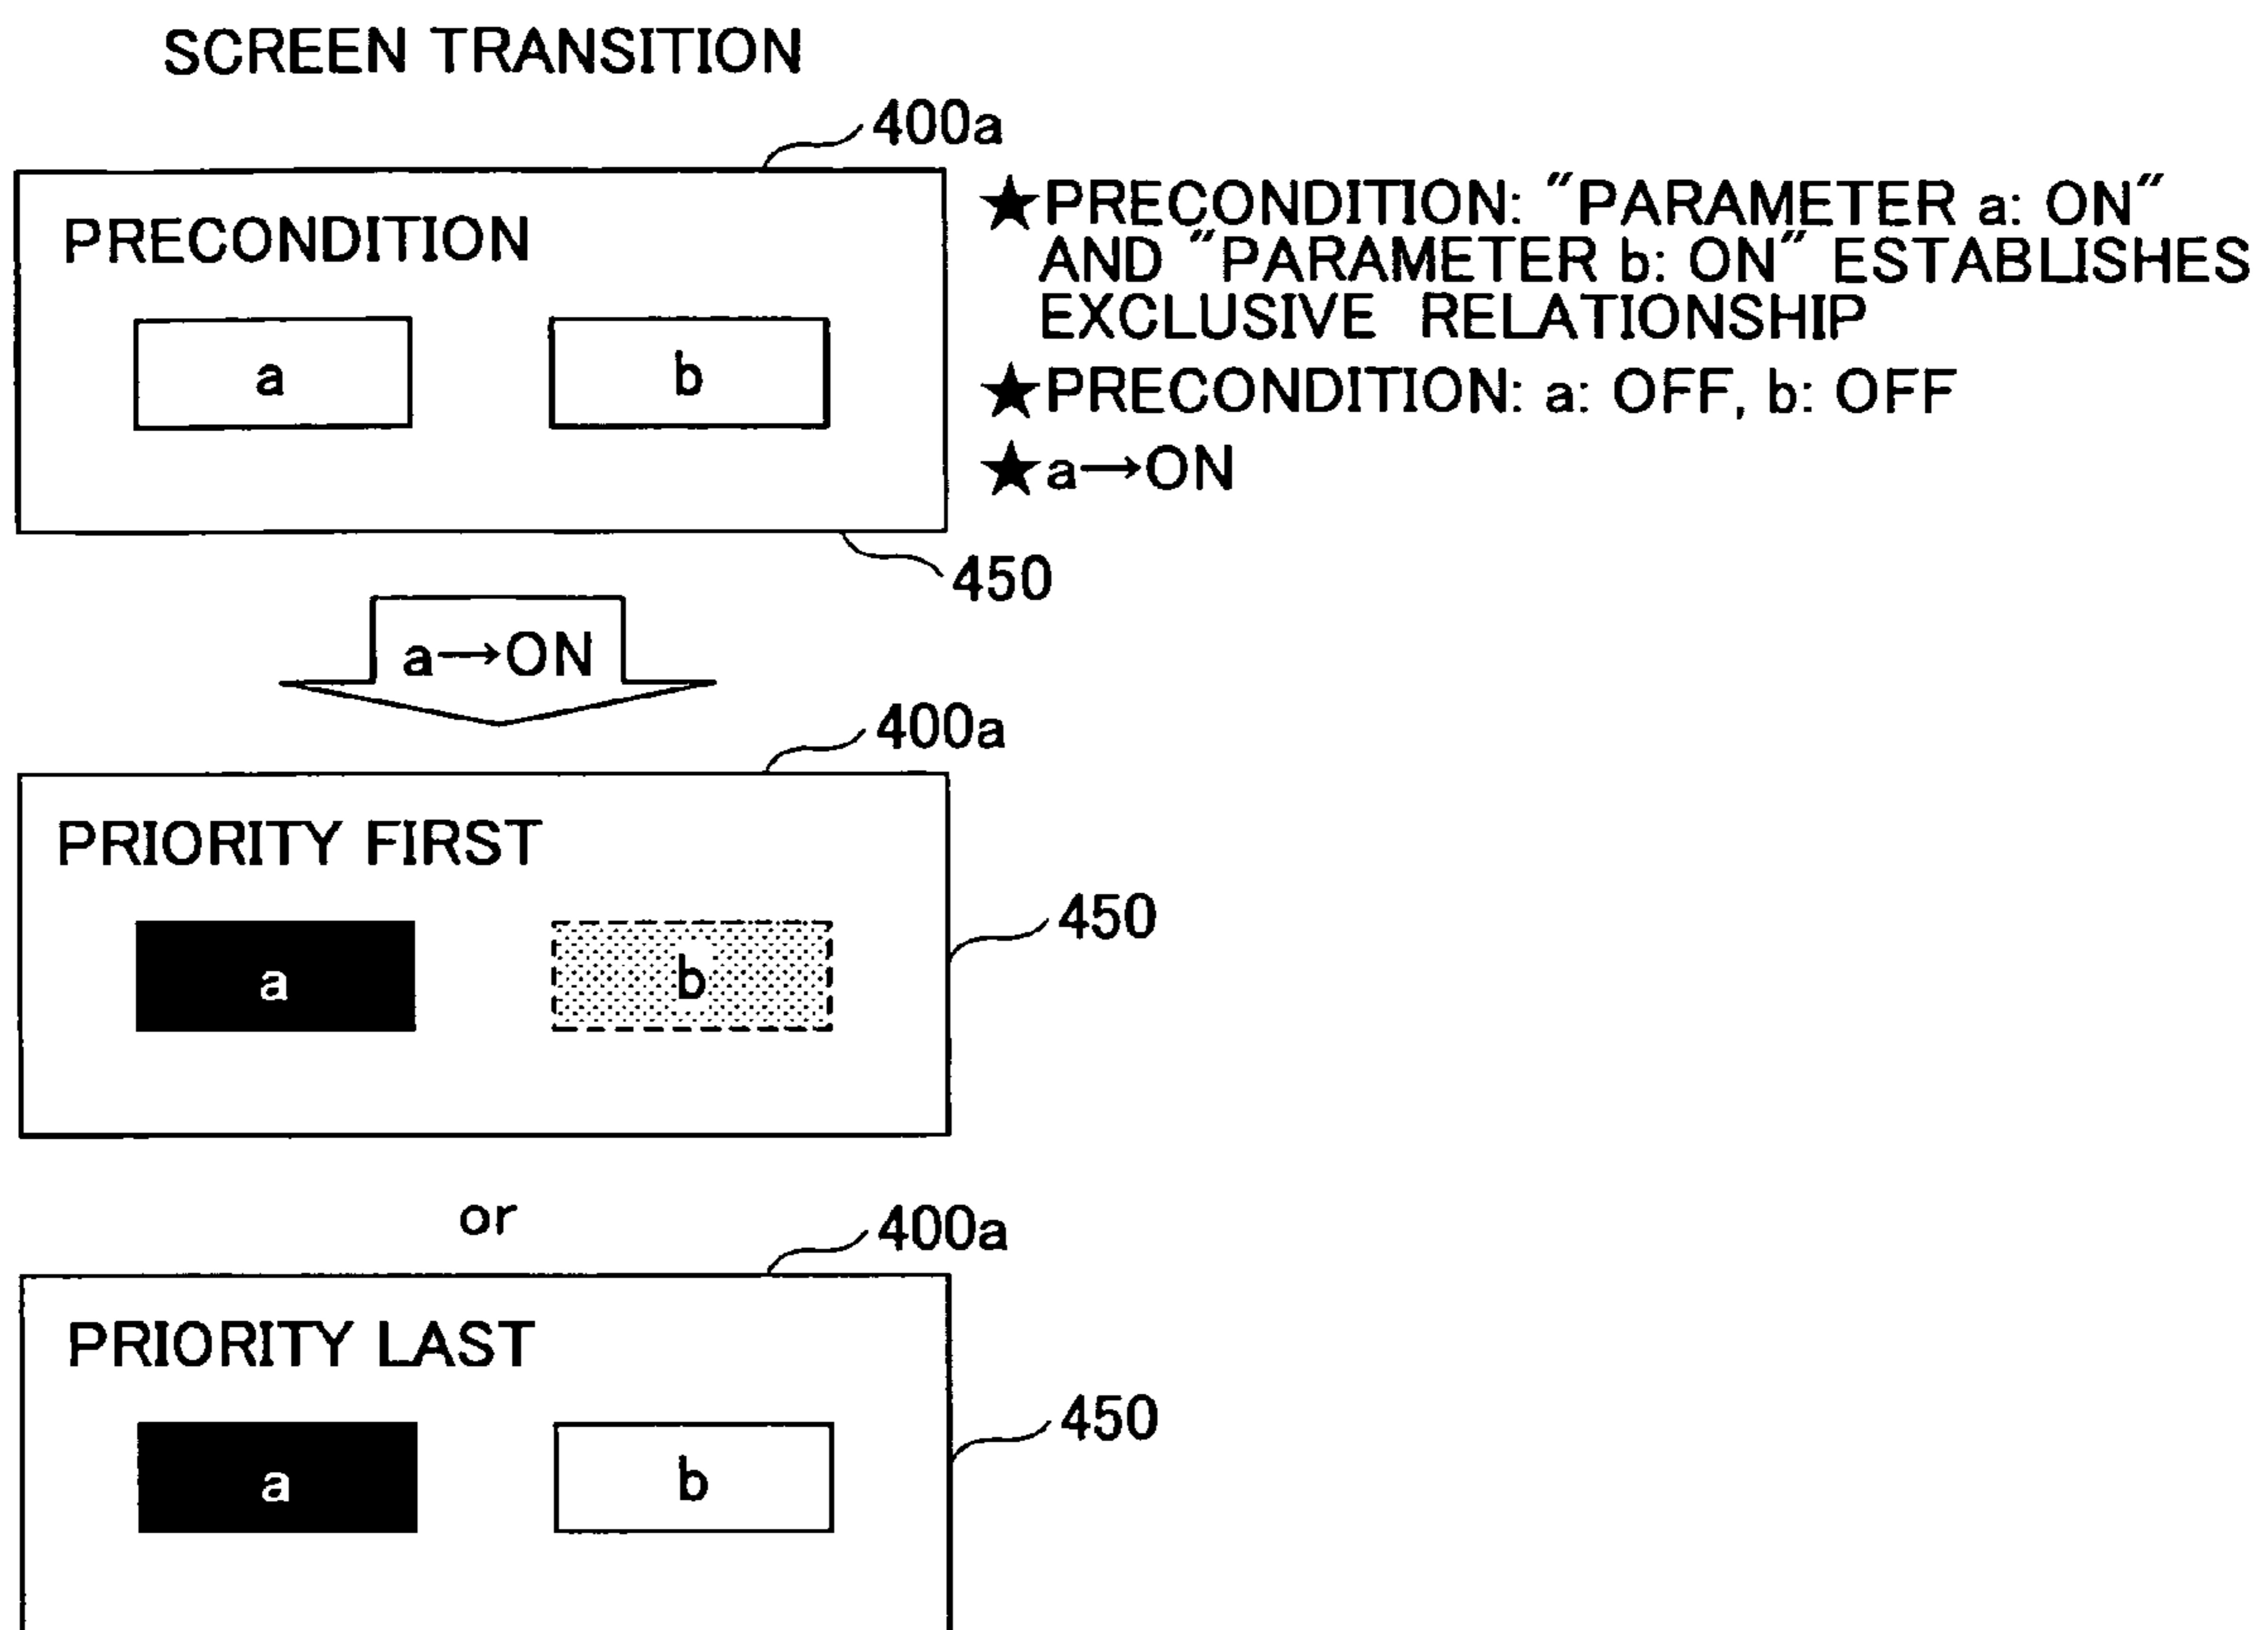 SCREEN TRANSITION
400a
PRECONDITION
a
b
★PRECONDITION: "PARAMETER a: ON"
AND "PARAMETER b: ON" ESTABLISHES
EXCLUSIVE RELATIONSHIP
★PRECONDITION: a: OFF, b: OFF
★a→ON
450
a→ON
400a
PRIORITY FIRST
a
b
450
or
400a
PRIORITY LAST
a
b
450